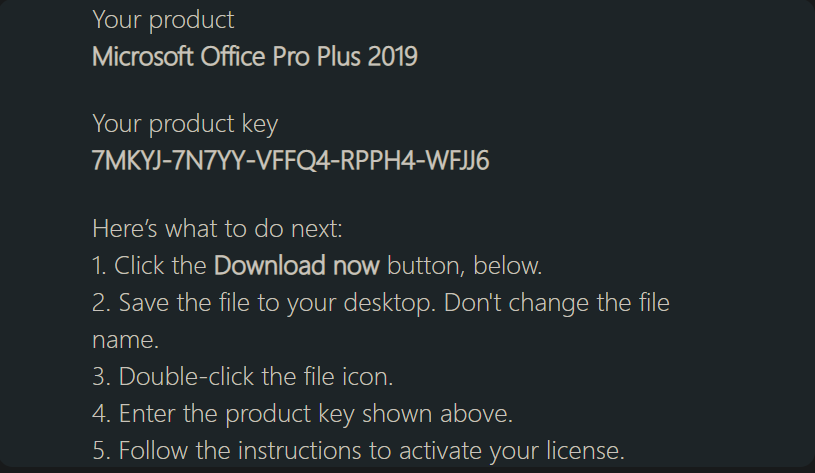 Your product
Microsoft Office Pro Plus 2019
Your product key
7MKYJ-7N7YY-VFFQ4-RPPH4-WFJJ6
Here’s what to do next:
1. Click the Download now button, below.
2. Save the file to your desktop. Don't change the file
name.
3. Double-click the file icon.
4. Enter the product key shown above.
5. Follow the instructions to activate your license.